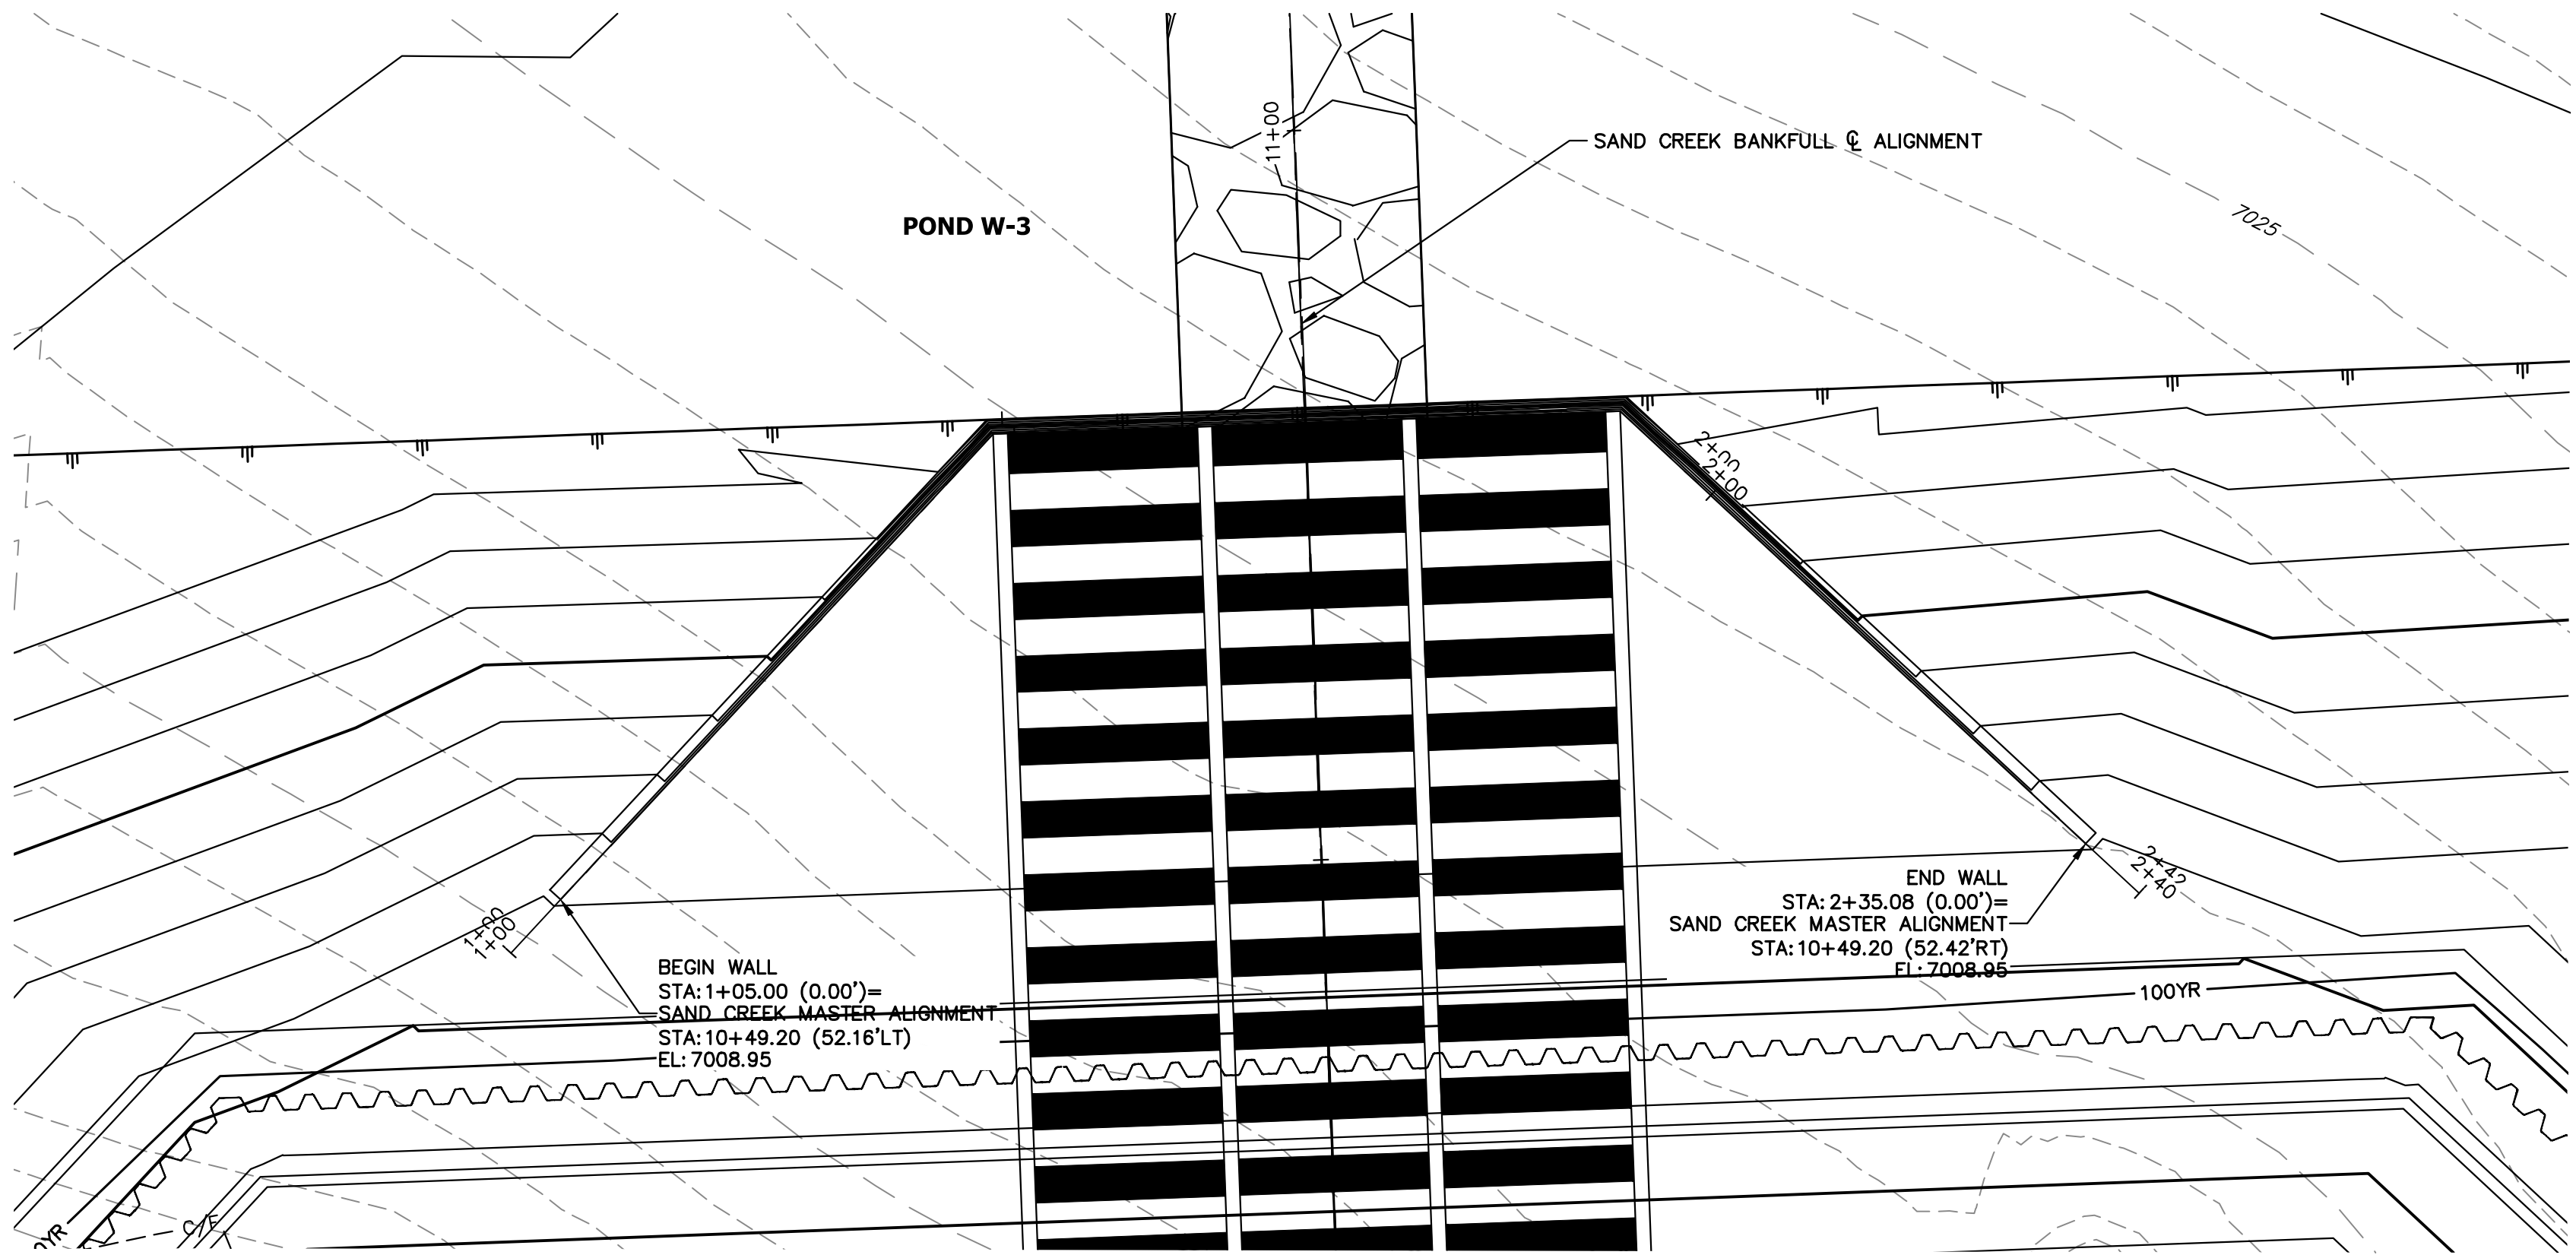 11+00
SAND CREEK BANKFULL ℄ ALIGNMENT
7025
POND W-3
2+00
2+00
2+42
2+40
END WALL
STA:2+35.08 (0.00')=
SAND CREEK MASTER ALIGNMENT
STA:10+49.20 (52.42'RT)
EL:7008.95
1+00
1+00
BEGIN WALL
STA:1+05.00 (0.00')=
SAND CREEK MASTER ALIGNMENT
STA:10+49.20 (52.16'LT)
EL:7008.95
100YR
C/F
0YR